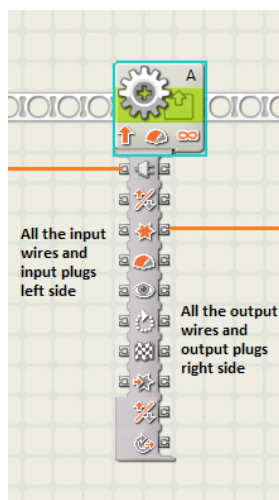 A
All the input
wires and
input plugs
left side
All the output
wires and
output plugs
right side